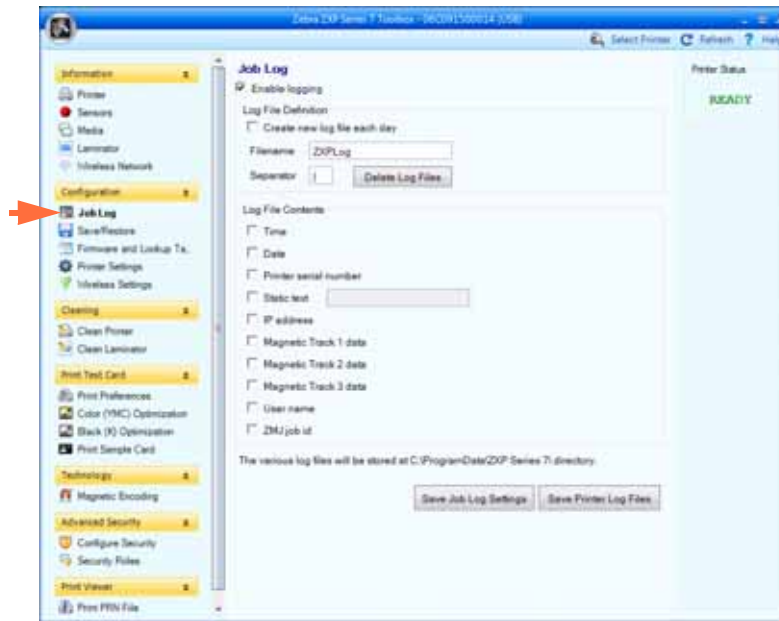 Zebra ZXP Series 7 Toolbox - 06C091500014 (USB)
Select Printer
Refresh
Help
Information
Printer
Sensors
Media
Laminator
Wireless Network
Configuration
Job Log
Save/Restore
Firmware and Lookup Ta..
Printer Settings
Wireless Settings
Cleaning
Clean Printer
Clean Laminator
Print Test Card
Print Preferences
Color (YMC) Optimization
Black (K) Optimization
Print Sample Card
Technology
Magnetic Encoding
Advanced Security
Configure Security
Security Roles
Print Viewer
Print PRN File
Job Log
Enable logging
Log File Definition
Create new log file each day
Filename ZXPLog
Separator
Delete Log Files
Log File Contents
Time
Date
Printer serial number
Static text
IP address
Magnetic Track 1 data
Magnetic Track 2 data
Magnetic Track 3 data
User name
ZMJ job id
The various log files will be stored at C:\ProgramData\ZXP Series 7\ directory.
Save Job Log Settings
Save Printer Log Files
Printer Status
READY